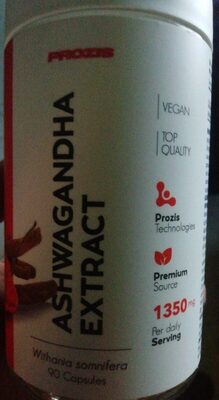 PROZIS
ASHWAGANDHA
EXTRACT
Withania somnifera
90 Capsules
VEGAN
TOP
QUALITY
Prozis
Technologies
Premium
Source
1350mg
Per daily
Serving